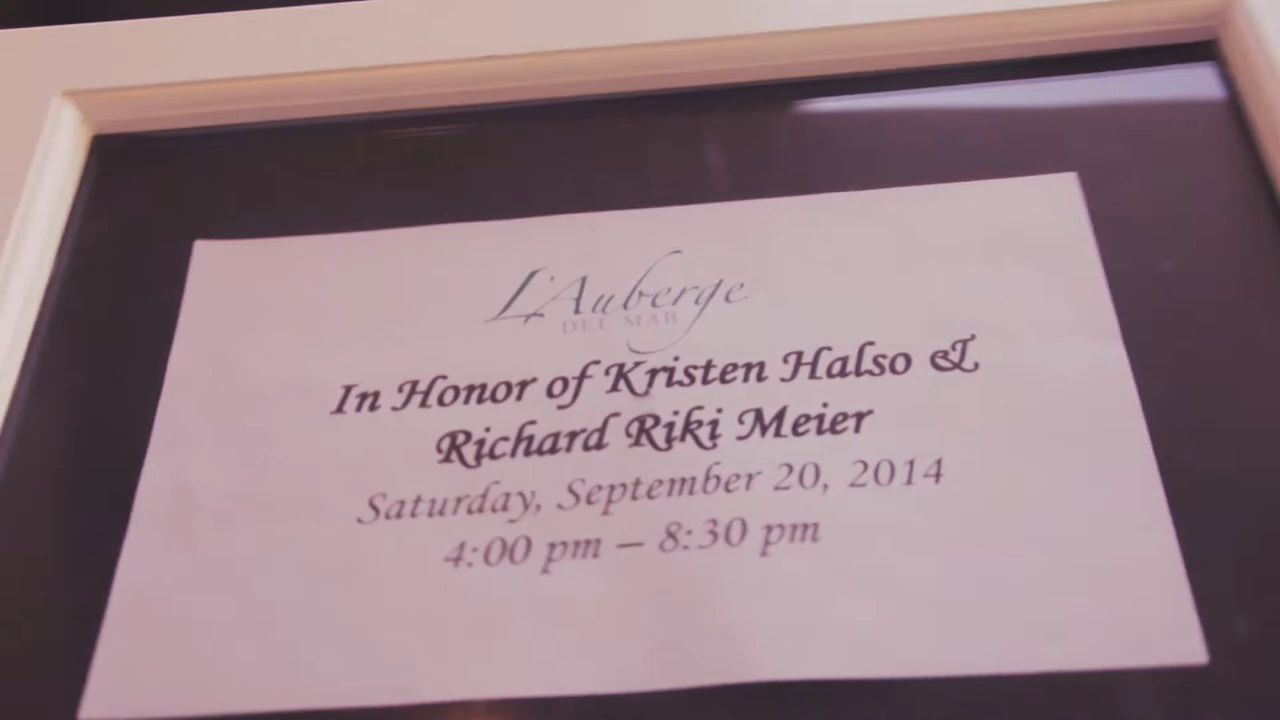 L'Auberge
DEL MAR
In Honor of Kristen Halso &
Richard Riki Meier
Saturday, September 20, 2014
4:00 pm – 8:30 pm